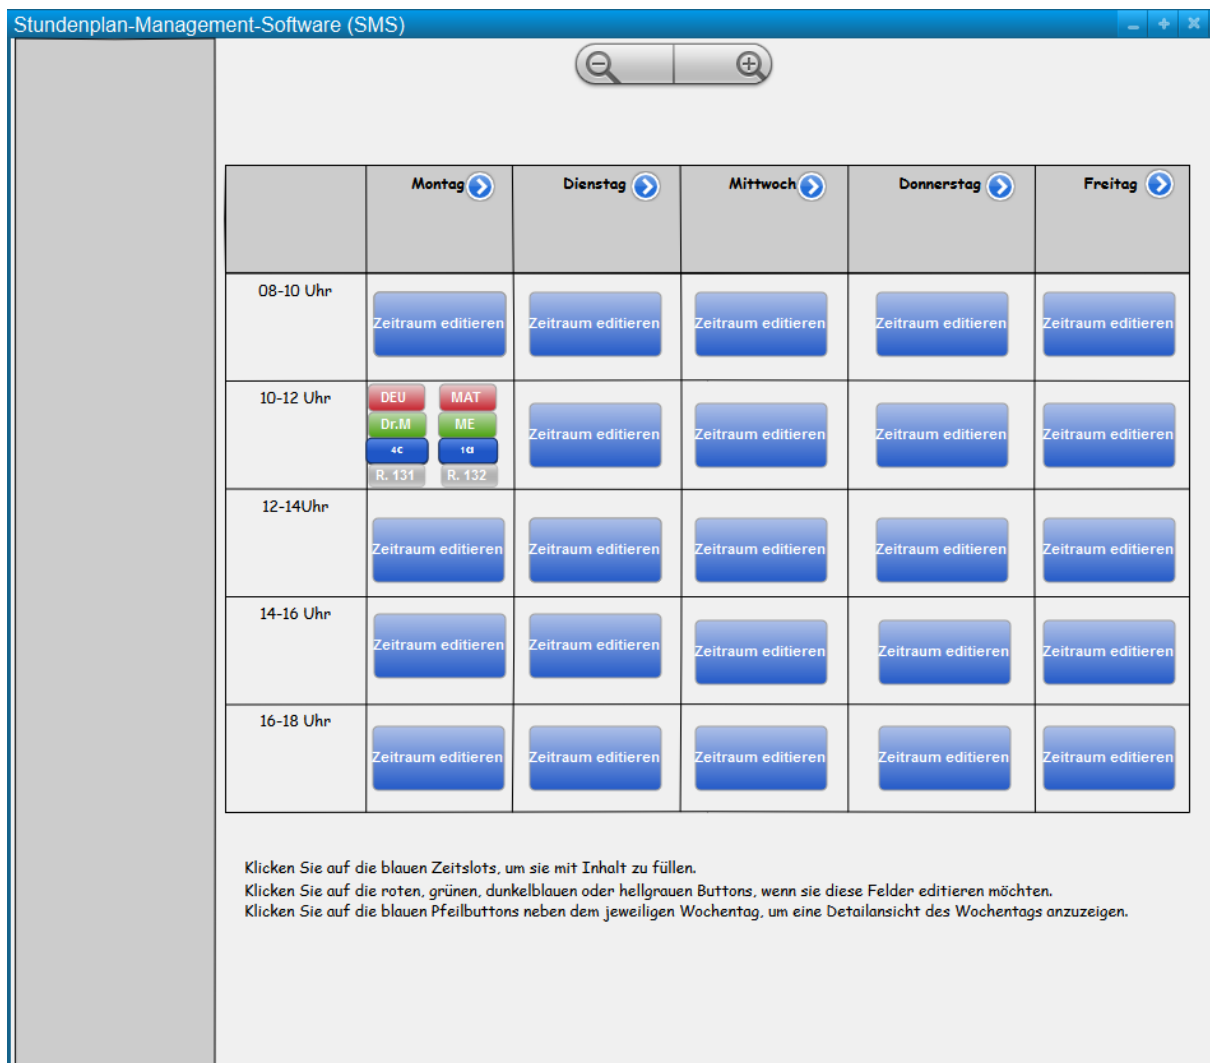 Stundenplan-Management-Software (SMS)
Montag Dienstag Mittwoch Donnerstag Freitag
08-10 Uhr
Zeitraum editieren Zeitraum editieren Zeitraum editieren Zeitraum editieren Zeitraum editieren
10-12 Uhr
DEU MAT
Dr.M ME
4C
R. 131 R. 132
Zeitraum editieren Zeitraum editieren Zeitraum editieren Zeitraum editieren
12-14Uhr
Zeitraum editieren Zeitraum editieren Zeitraum editieren Zeitraum editieren Zeitraum editieren
14-16 Uhr
Zeitraum editieren Zeitraum editieren Zeitraum editieren Zeitraum editieren Zeitraum editieren
16-18 Uhr
Zeitraum editieren Zeitraum editieren Zeitraum editieren Zeitraum editieren Zeitraum editieren
Klicken Sie auf die blauen Zeitslots, um sie mit Inhalt zu füllen.
Klicken Sie auf die roten, grünen, dunkelblauen oder hellgrauen Buttons, wenn sie diese Felder editieren möchten.
Klicken Sie auf die blauen Pfeilbuttons neben dem jeweiligen Wochentag, um eine Detailansicht des Wochentags anzuzeigen.